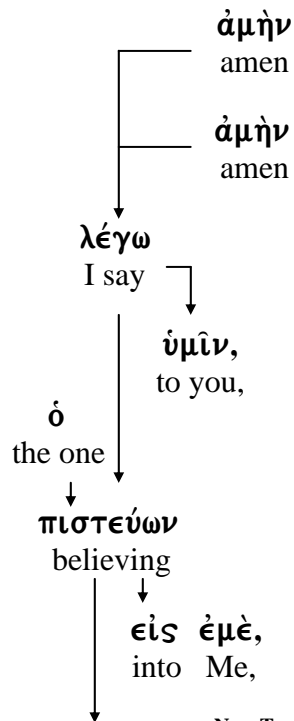 ἀμὴν
amen
ἀμὴν
amen
λέγω
I say
ὑμῖν,
to you,
ὁ
the one
πιστεύων
believing
εἰς ἐμὲ,
into Me,